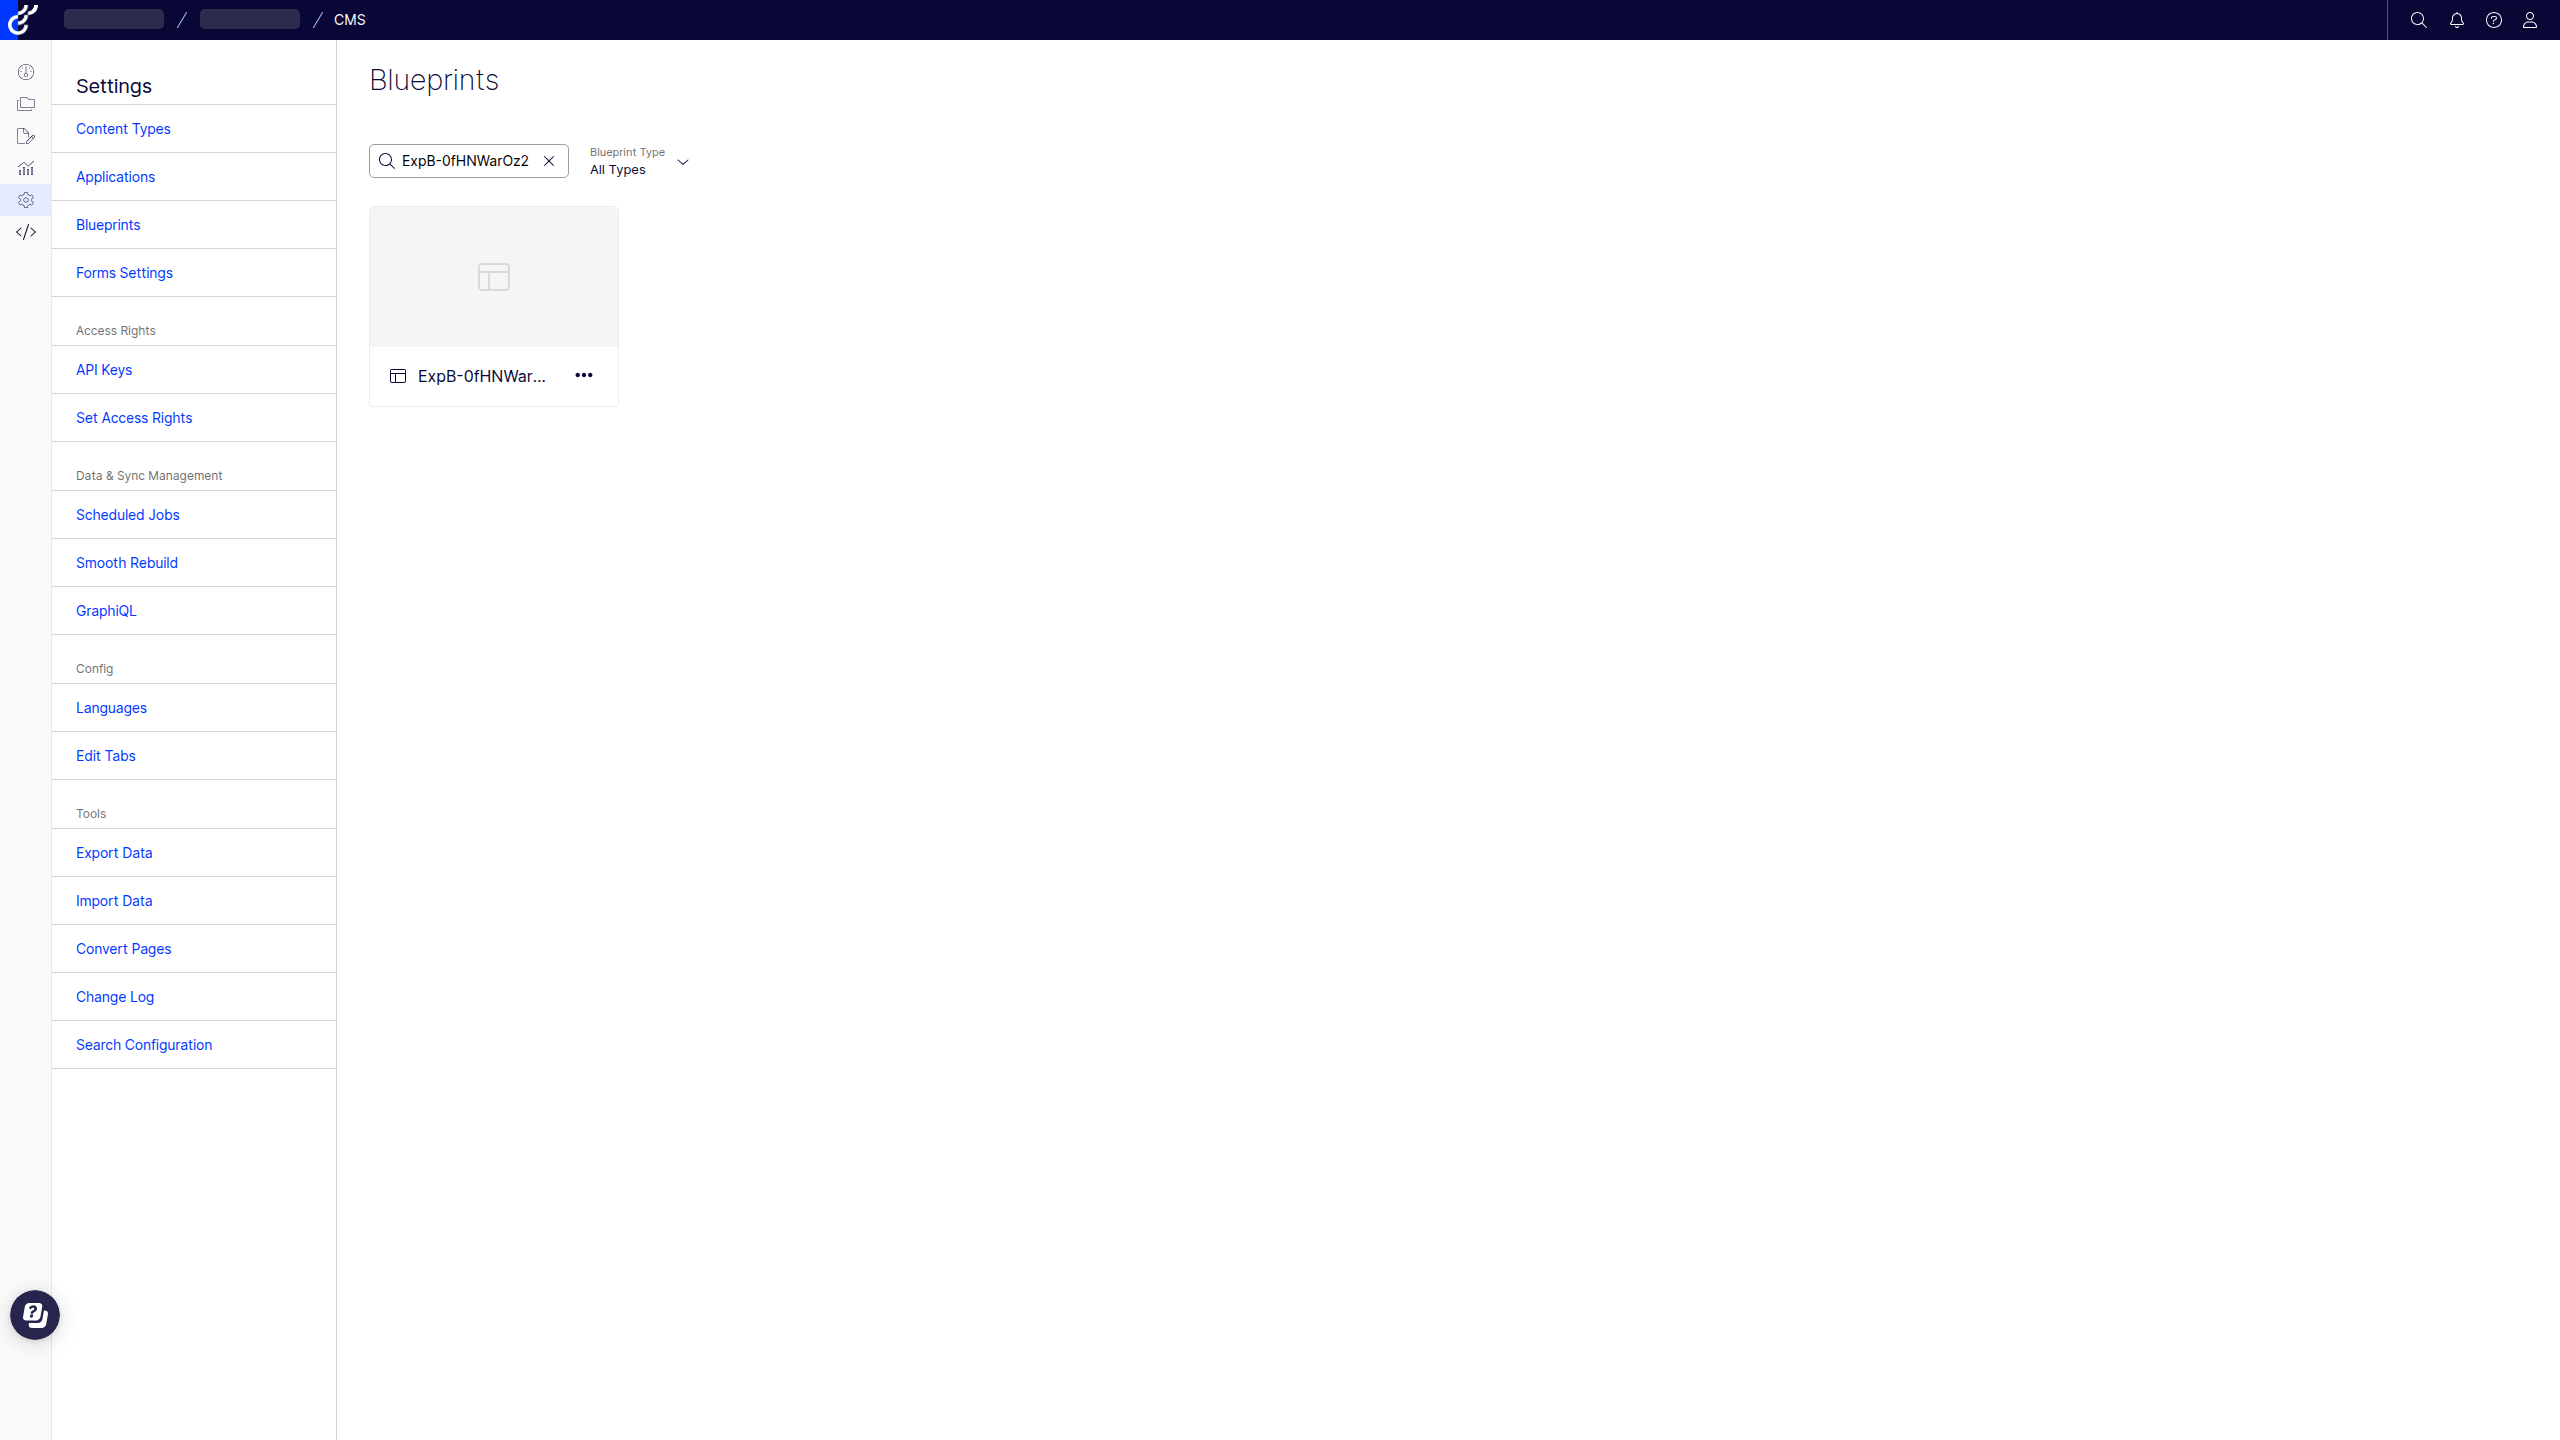 CMS
Settings
Content Types
Applications
Blueprints
Forms Settings
Access Rights
API Keys
Set Access Rights
Data & Sync Management
Scheduled Jobs
Smooth Rebuild
GraphiQL
Config
Languages
Edit Tabs
Tools
Export Data
Import Data
Convert Pages
Change Log
Search Configuration
Blueprints
ExpB-0fHNWarOz2
Blueprint Type
All Types
ExpB-0fHNWar...